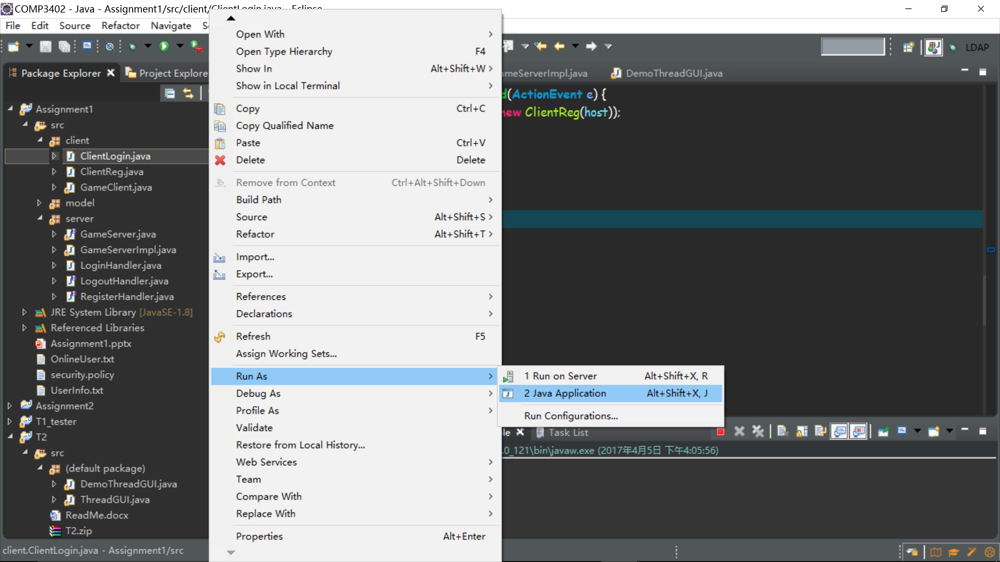 COMP3402 - Java - Assignment1/src/client/ClientLogin.java - Eclipse
File Edit Source Refactor Navigate
LDAP
Package Explorer
Project Explore
ameServerImpl.java
DemoThreadGUI.java
Assignment1
src
client
ClientLogin.java
ClientReg.java
GameClient.java
model
server
GameServer.java
GameServerImpl.java
LoginHandler.java
LogoutHandler.java
RegisterHandler.java
JRE System Library [JavaSE-1.8]
Referenced Libraries
Assignment1.pptx
OnlineUser.txt
security.policy
UserInfo.txt
Assignment2
T1_tester
T2
src
(default package)
DemoThreadGUI.java
ThreadGUI.java
ReadMe.docx
T2.zip
client.ClientLogin.java - Assignment1/src
Open With
Open Type Hierarchy F4
Show In Alt+Shift+W
Show in Local Terminal
Copy Ctrl+C
Copy Qualified Name
Paste Ctrl+V
Delete Delete
Remove from Context Ctrl+Alt+Shift+Down
Build Path
Source Alt+Shift+S
Refactor Alt+Shift+T
Import...
Export...
References
Declarations
Refresh F5
Assign Working Sets...
Run As
Debug As
Profile As
Validate
Restore from Local History...
Web Services
Team
Compare With
Replace With
Properties Alt+Enter
1 Run on Server Alt+Shift+X, R
2 Java Application Alt+Shift+X, J
Run Configurations...
d(ActionEvent e) {
new ClientReg(host));
le
Task List
.0_121\bin\javaw.exe (2017年4月5日 下午4:05:56)